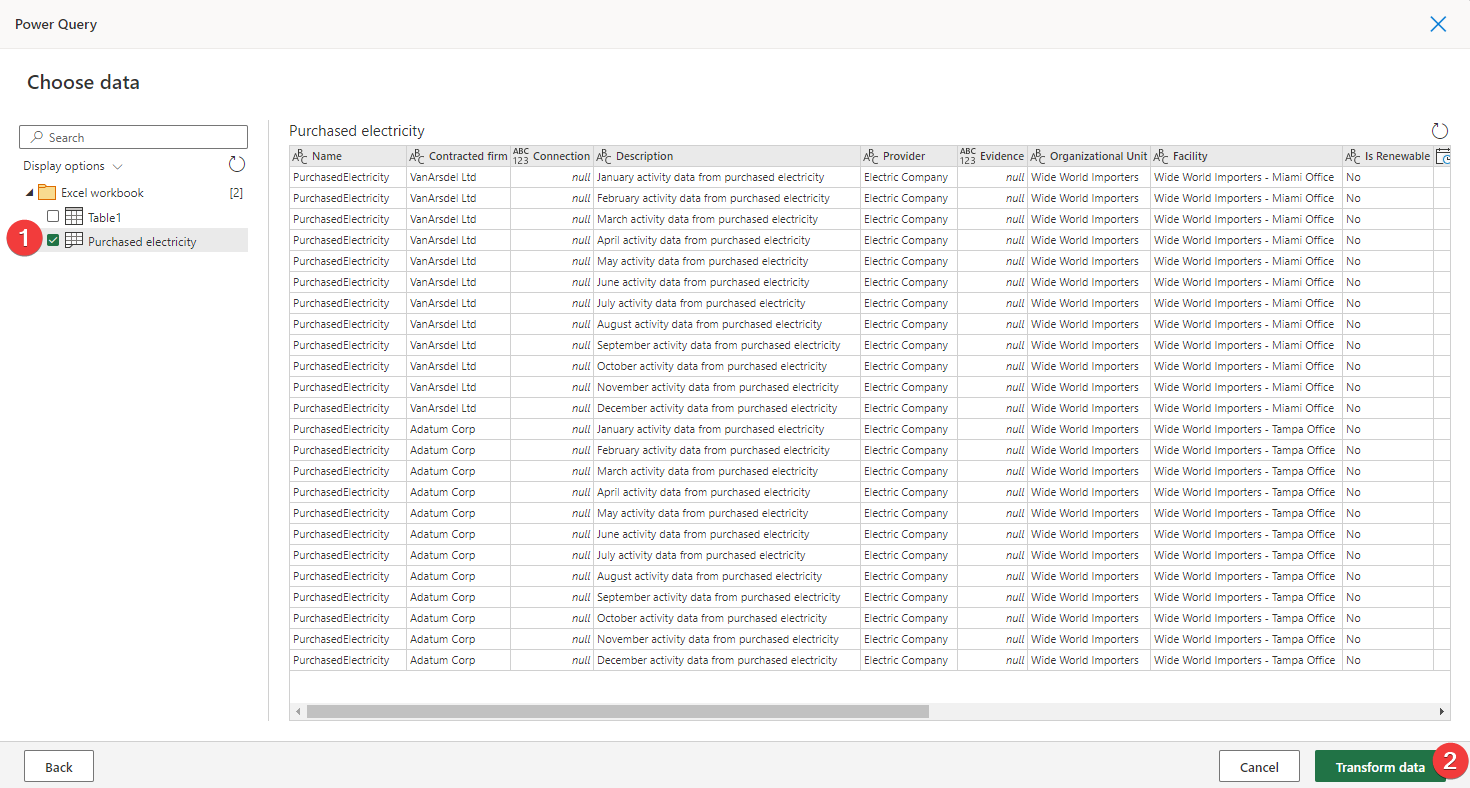 Power Query
Choose data
Search
Display options
Excel workbook [2]
Table1
1 Purchased electricity
Purchased electricity
ABC Name ABC Contracted firm ABC 123 Connection ABC Description ABC Provider ABC 123 Evidence ABC Organizational Unit ABC Facility ABC Is Renewable
PurchasedElectricity VanArsdel Ltd null January activity data from purchased electricity Electric Company null Wide World Importers Wide World Importers - Miami Office No
PurchasedElectricity VanArsdel Ltd null February activity data from purchased electricity Electric Company null Wide World Importers Wide World Importers - Miami Office No
PurchasedElectricity VanArsdel Ltd null March activity data from purchased electricity Electric Company null Wide World Importers Wide World Importers - Miami Office No
PurchasedElectricity VanArsdel Ltd null April activity data from purchased electricity Electric Company null Wide World Importers Wide World Importers - Miami Office No
PurchasedElectricity VanArsdel Ltd null May activity data from purchased electricity Electric Company null Wide World Importers Wide World Importers - Miami Office No
PurchasedElectricity VanArsdel Ltd null June activity data from purchased electricity Electric Company null Wide World Importers Wide World Importers - Miami Office No
PurchasedElectricity VanArsdel Ltd null July activity data from purchased electricity Electric Company null Wide World Importers Wide World Importers - Miami Office No
PurchasedElectricity VanArsdel Ltd null August activity data from purchased electricity Electric Company null Wide World Importers Wide World Importers - Miami Office No
PurchasedElectricity VanArsdel Ltd null September activity data from purchased electricity Electric Company null Wide World Importers Wide World Importers - Miami Office No
PurchasedElectricity VanArsdel Ltd null October activity data from purchased electricity Electric Company null Wide World Importers Wide World Importers - Miami Office No
PurchasedElectricity VanArsdel Ltd null November activity data from purchased electricity Electric Company null Wide World Importers Wide World Importers - Miami Office No
PurchasedElectricity VanArsdel Ltd null December activity data from purchased electricity Electric Company null Wide World Importers Wide World Importers - Miami Office No
PurchasedElectricity Adatum Corp null January activity data from purchased electricity Electric Company null Wide World Importers Wide World Importers - Tampa Office No
PurchasedElectricity Adatum Corp null February activity data from purchased electricity Electric Company null Wide World Importers Wide World Importers - Tampa Office No
PurchasedElectricity Adatum Corp null March activity data from purchased electricity Electric Company null Wide World Importers Wide World Importers - Tampa Office No
PurchasedElectricity Adatum Corp null April activity data from purchased electricity Electric Company null Wide World Importers Wide World Importers - Tampa Office No
PurchasedElectricity Adatum Corp null May activity data from purchased electricity Electric Company null Wide World Importers Wide World Importers - Tampa Office No
PurchasedElectricity Adatum Corp null June activity data from purchased electricity Electric Company null Wide World Importers Wide World Importers - Tampa Office No
PurchasedElectricity Adatum Corp null July activity data from purchased electricity Electric Company null Wide World Importers Wide World Importers - Tampa Office No
PurchasedElectricity Adatum Corp null August activity data from purchased electricity Electric Company null Wide World Importers Wide World Importers - Tampa Office No
PurchasedElectricity Adatum Corp null September activity data from purchased electricity Electric Company null Wide World Importers Wide World Importers - Tampa Office No
PurchasedElectricity Adatum Corp null October activity data from purchased electricity Electric Company null Wide World Importers Wide World Importers - Tampa Office No
PurchasedElectricity Adatum Corp null November activity data from purchased electricity Electric Company null Wide World Importers Wide World Importers - Tampa Office No
PurchasedElectricity Adatum Corp null December activity data from purchased electricity Electric Company null Wide World Importers Wide World Importers - Tampa Office No
Back Cancel Transform data 2